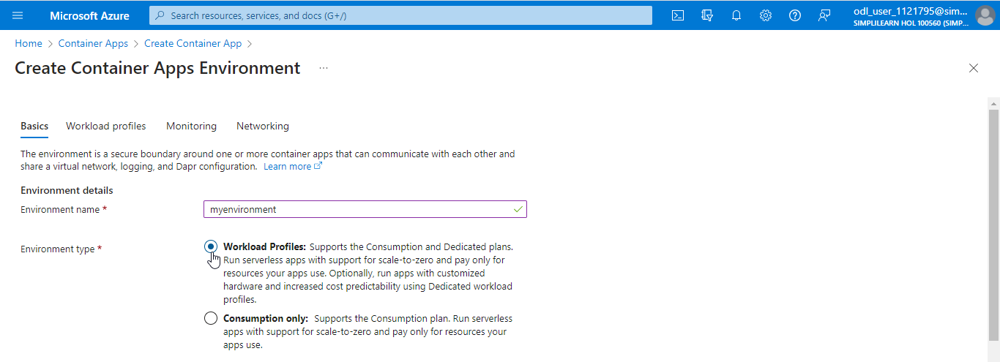 Microsoft Azure
Search resources, services, and docs (G+/)
odl_user_1121795@sim...
SIMPLILEARN HOL 100560 (SIMP...
Home > Container Apps > Create Container App >
Create Container Apps Environment ...
Basics Workload profiles Monitoring Networking
The environment is a secure boundary around one or more container apps that can communicate with each other and
share a virtual network, logging, and Dapr configuration. Learn more
Environment details
Environment name *
myenvironment
Environment type *
Workload Profiles: Supports the Consumption and Dedicated plans.
Run serverless apps with support for scale-to-zero and pay only for
resources your apps use. Optionally, run apps with customized
hardware and increased cost predictability using Dedicated workload
profiles.
Consumption only: Supports the Consumption plan. Run serverless
apps with support for scale-to-zero and pay only for resources your
apps use.